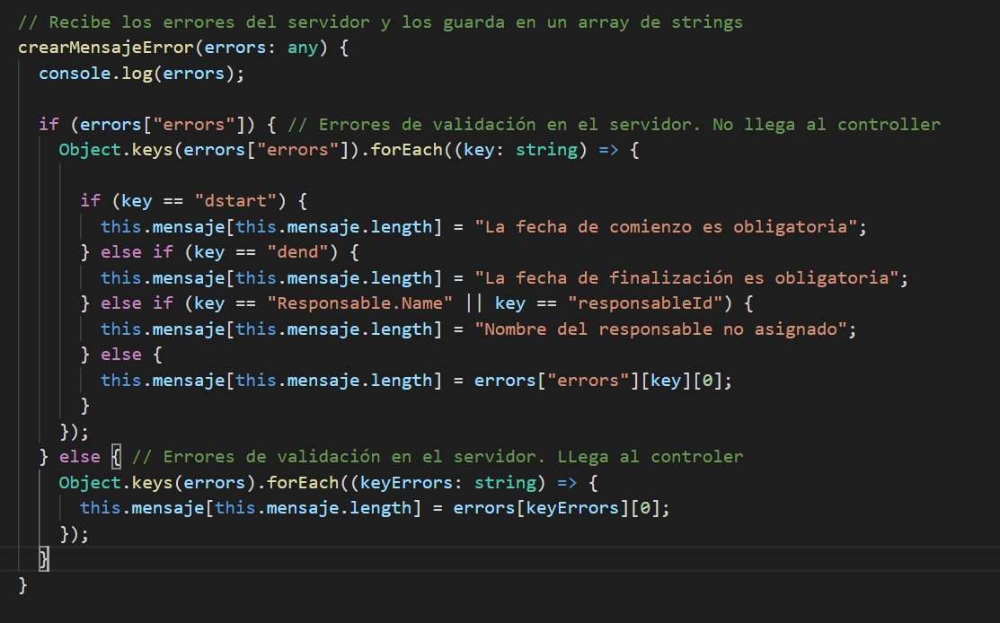 // Recibe los errores del servidor y los guarda en un array de strings
crearMensajeError(errors: any) {
  console.log(errors);

  if (errors["errors"]) { // Errores de validación en el servidor. No llega al controller
    Object.keys(errors["errors"]).forEach((key: string) => {

      if (key == "dstart") {
        this.mensaje[this.mensaje.length] = "La fecha de comienzo es obligatoria";
      } else if (key == "dend") {
        this.mensaje[this.mensaje.length] = "La fecha de finalización es obligatoria";
      } else if (key == "Responsable.Name" || key == "responsableId") {
        this.mensaje[this.mensaje.length] = "Nombre del responsable no asignado";
      } else {
        this.mensaje[this.mensaje.length] = errors["errors"][key][0];
      }
    });
  } else { // Errores de validación en el servidor. LLega al controler
    Object.keys(errors).forEach((keyErrors: string) => {
      this.mensaje[this.mensaje.length] = errors[keyErrors][0];
    });
  }
}